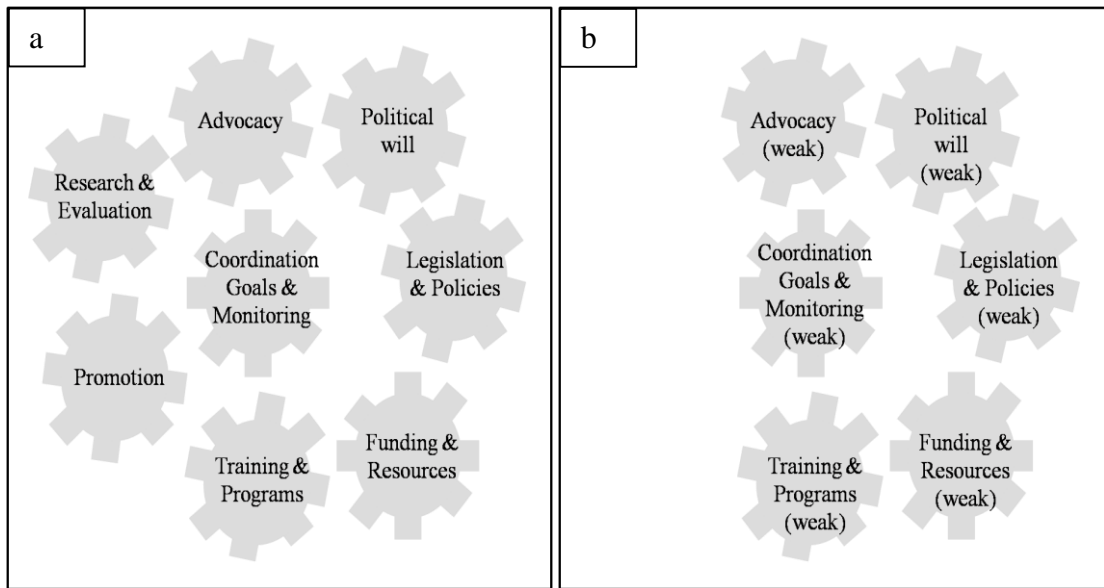 a
Advocacy
Political
will
Research &
Evaluation
Coordination
Goals &
Monitoring
Legislation
& Policies
Promotion
Training &
Programs
Funding &
Resources
b
Advocacy
(weak)
Political
will
(weak)
Coordination
Goals &
Monitoring
(weak)
Legislation
& Policies
(weak)
Training &
Programs
(weak)
Funding &
Resources
(weak)